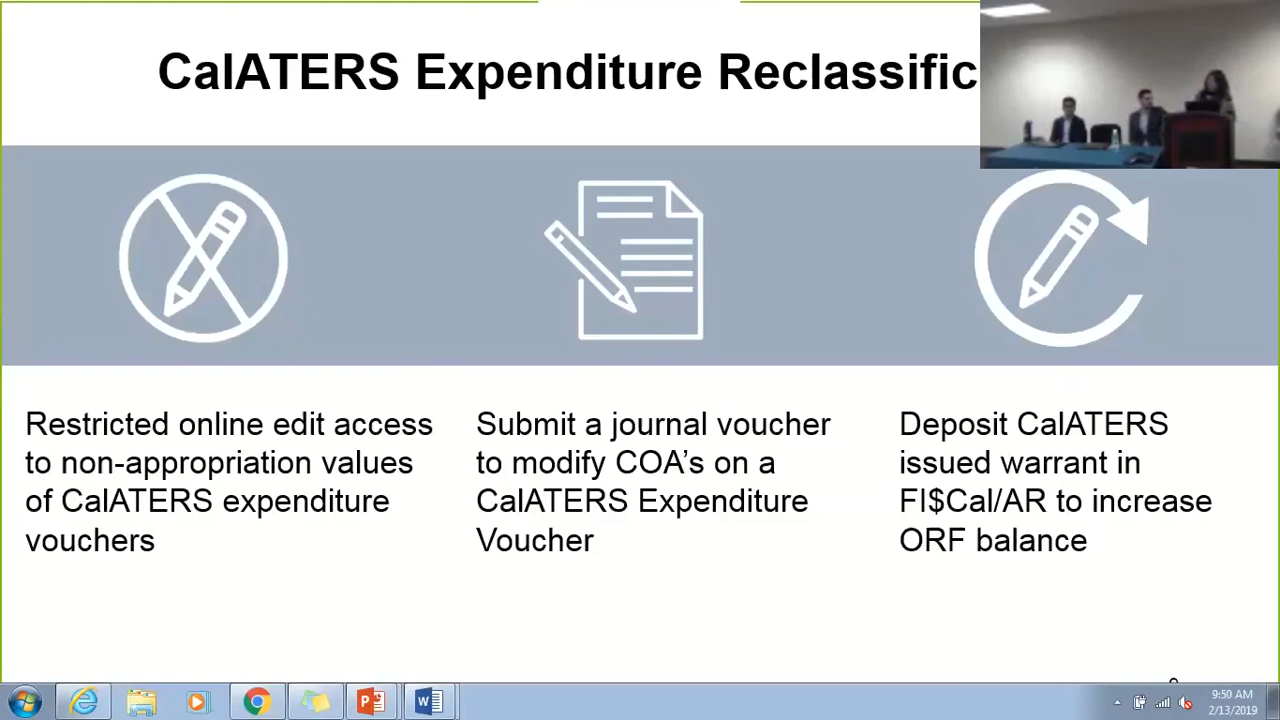 CalATERS Expenditure Reclassific
Restricted online edit access
to non-appropriation values
of CalATERS expenditure
vouchers
Submit a journal voucher
to modify COA's on a
CalATERS Expenditure
Voucher
Deposit CalATERS
issued warrant in
FI$Cal/AR to increase
ORF balance
9:50 AM
2/13/2019